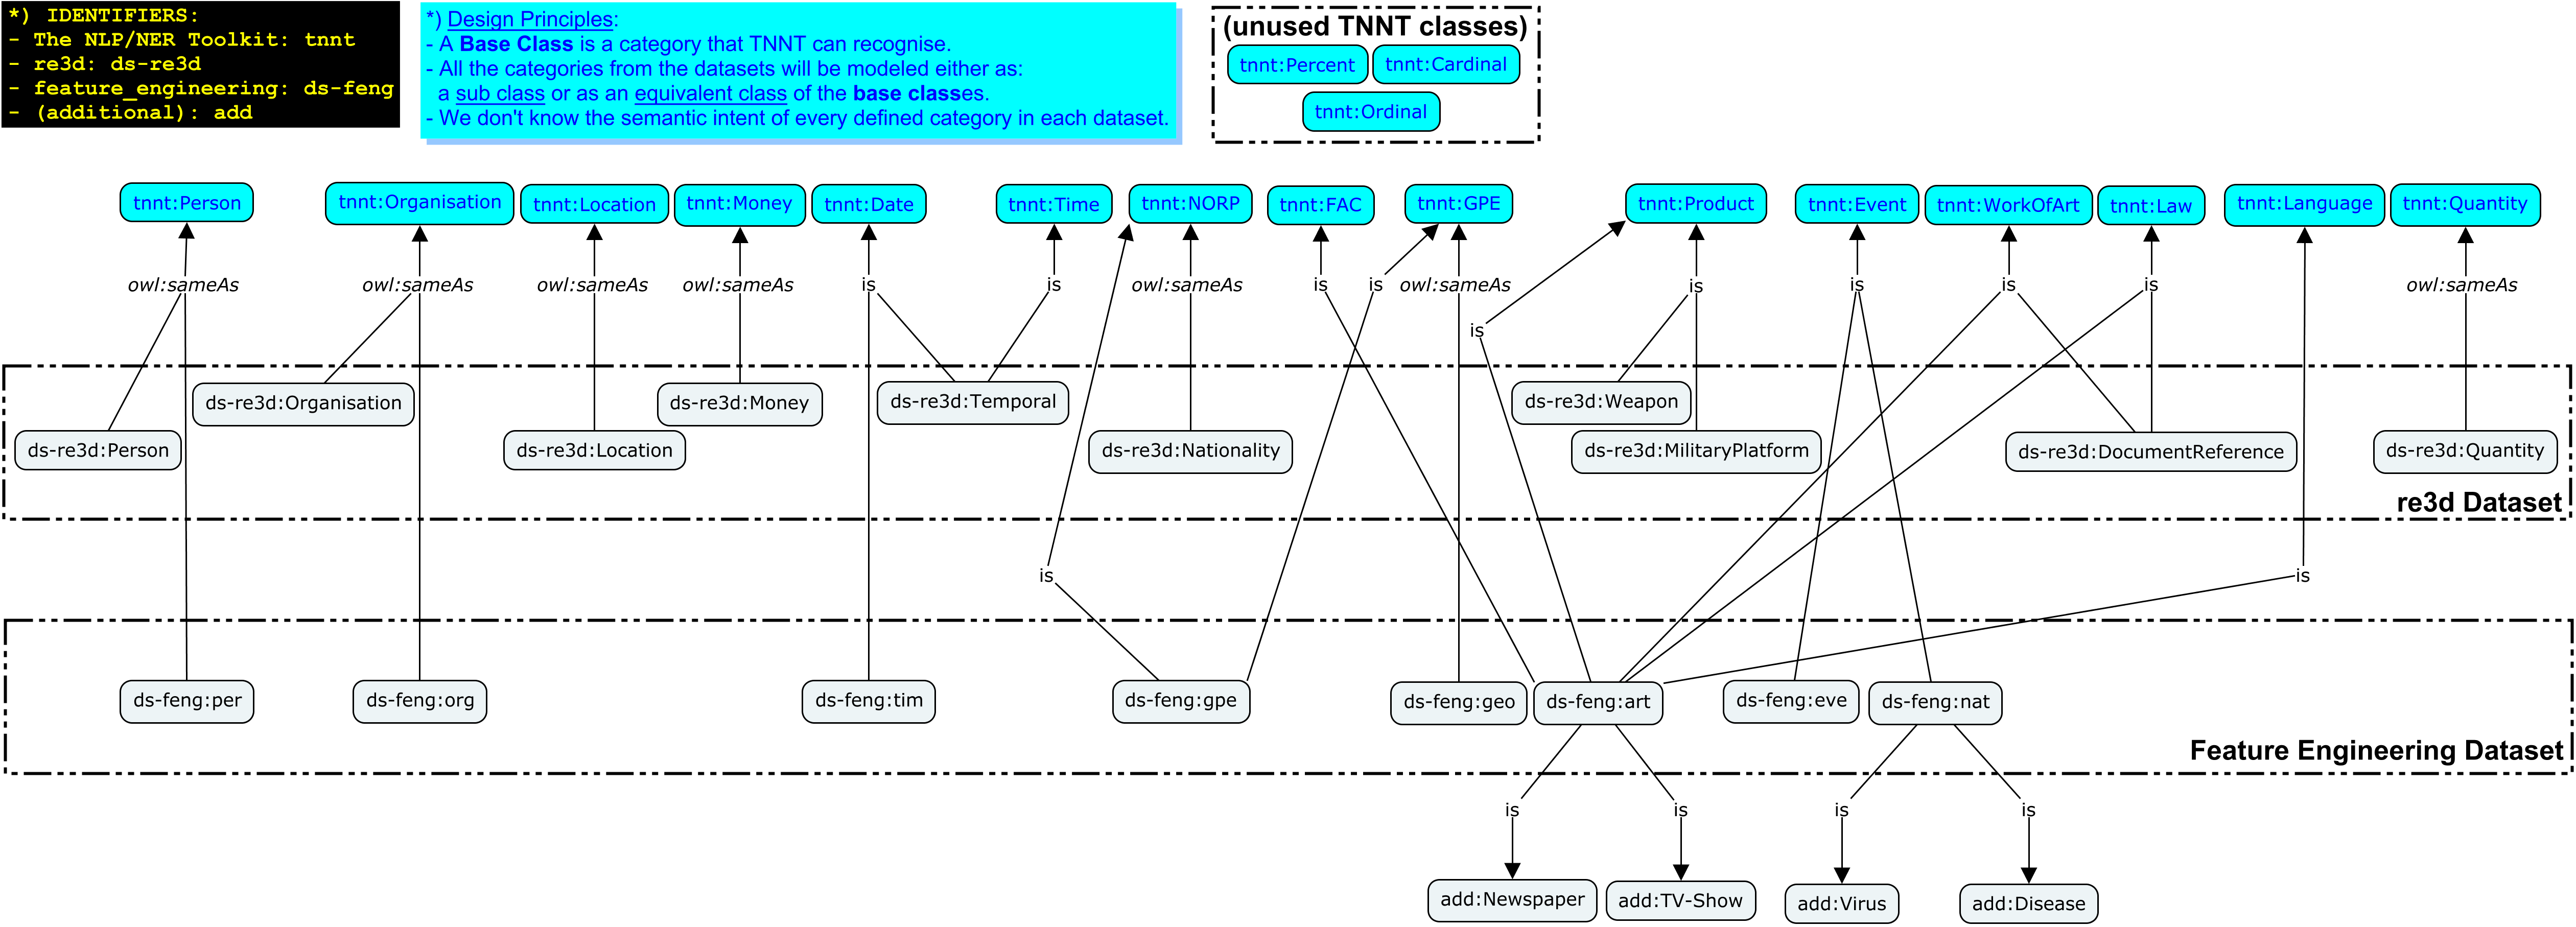 *) IDENTIFIERS:
- The NLP/NER Toolkit: tnnt
- re3d: ds-re3d
- feature_engineering: ds-feng
- (additional): add
*) Design Principles:
- A Base Class is a category that TNNT can recognise.
- All the categories from the datasets will be modeled either as:
a sub class or as an equivalent class of the base classes.
- We don't know the semantic intent of every defined category in each dataset.
(unused TNNT classes)
tnnt:Percent tnnt:Cardinal
tnnt:Ordinal
tnnt:Person tnnt:Organisation tnnt:Location tnnt:Money tnnt:Date tnnt:Time tnnt:NORP tnnt:FAC tnnt:GPE tnnt:Product tnnt:Event tnnt:WorkOfArt tnnt:Law tnnt:Language tnnt:Quantity
owl:sameAs owl:sameAs owl:sameAs owl:sameAs is is owl:sameAs is is owl:sameAs is is is is owl:sameAs
is
ds-re3d:Organisation ds-re3d:Money ds-re3d:Temporal ds-re3d:Weapon
ds-re3d:Person ds-re3d:Location ds-re3d:Nationality ds-re3d:MilitaryPlatform ds-re3d:DocumentReference ds-re3d:Quantity
re3d Dataset
is is
ds-feng:per ds-feng:org ds-feng:tim ds-feng:gpe ds-feng:geo ds-feng:art ds-feng:eve ds-feng:nat
Feature Engineering Dataset
is is is is
add:Newspaper add:TV-Show add:Virus add:Disease